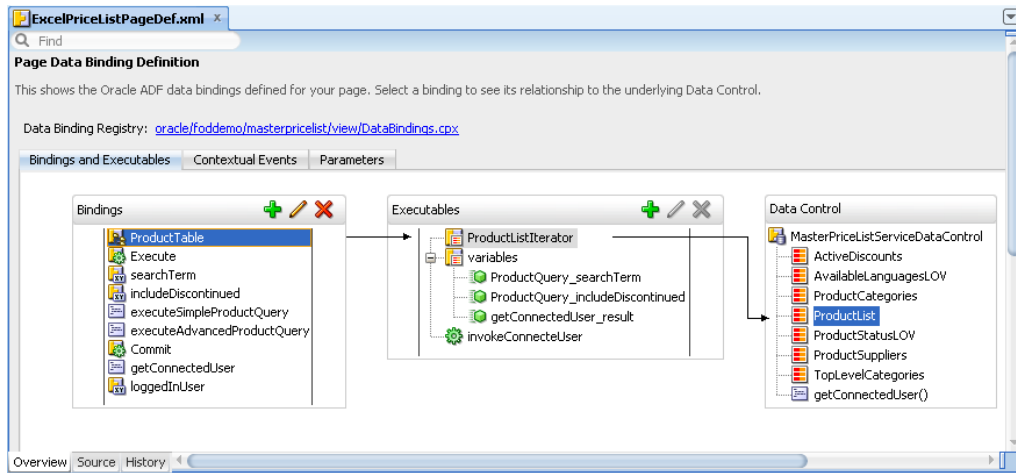 ExcelPriceListPageDef.xml
Find
Page Data Binding Definition
This shows the Oracle ADF data bindings defined for your page. Select a binding to see its relationship to the underlying Data Control.
Data Binding Registry: oracle/foddemo/masterpricelist/view/DataBindings.cpx
Bindings and Executables
Contextual Events
Parameters
Bindings
ProductTable
Execute
searchTerm
includeDiscontinued
executeSimpleProductQuery
executeAdvancedProductQuery
Commit
getConnectedUser
loggedInUser
Executables
ProductListIterator
variables
ProductQuery_searchTerm
ProductQuery_includeDiscontinued
getConnectedUser_result
invokeConnecteUser
Data Control
MasterPriceListServiceDataControl
ActiveDiscounts
AvailableLanguagesLOV
ProductCategories
ProductList
ProductStatusLOV
ProductSuppliers
TopLevelCategories
getConnectedUser()
Overview
Source
History